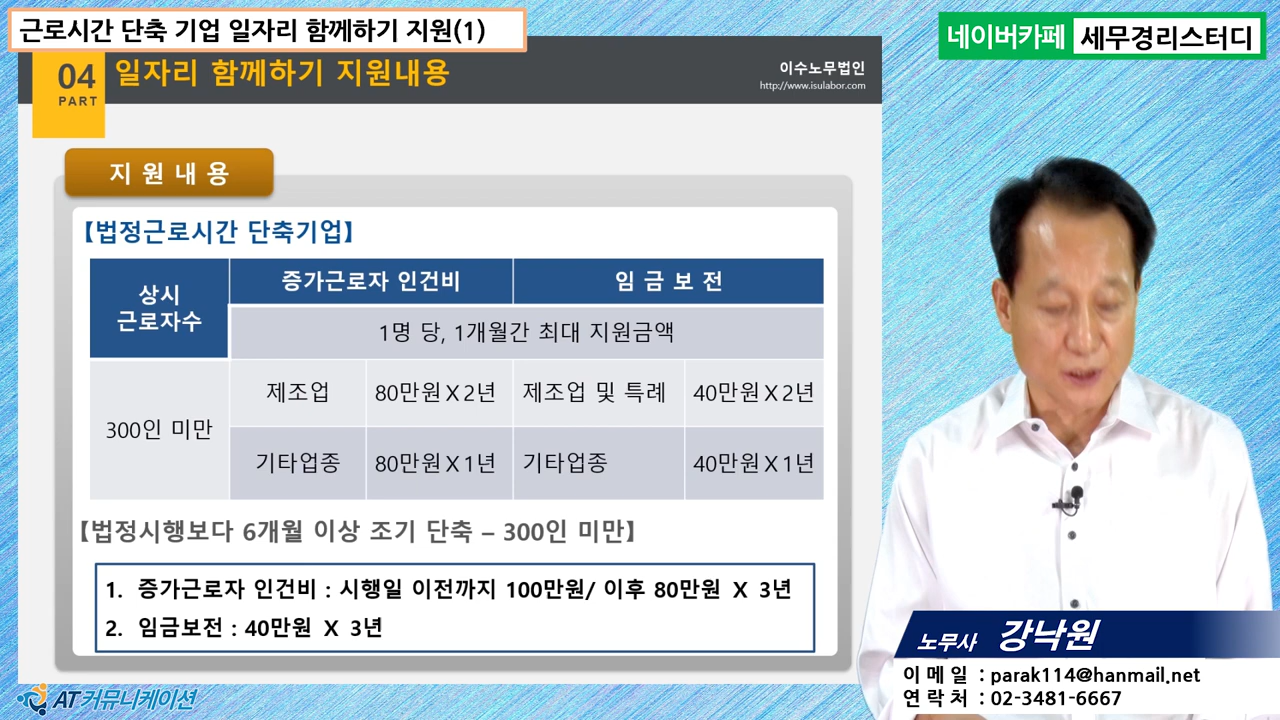 근로시간 단축 기업 일자리 함께하기 지원(1)
네이버카페 세무경리스터디
04
PART
일자리 함께하기 지원내용
이수노무법인
http://www.isulabor.com
지 원 내 용
【법정근로시간 단축기업】
상시
근로자수
증가근로자 인건비
임 금 보 전
1명 당, 1개월간 최대 지원금액
300인 미만
제조업
80만원X2년
제조업 및 특례
40만원X2년
기타업종
80만원X1년
기타업종
40만원X1년
【법정시행보다 6개월 이상 조기 단축 – 300인 미만】
1. 증가근로자 인건비 : 시행일 이전까지 100만원/ 이후 80만원 X 3년
2. 임금보전 : 40만원 X 3년
노무사 강낙원
이 메 일 : parak114@hanmail.net
연 락 처 : 02-3481-6667
AT커뮤니케이션